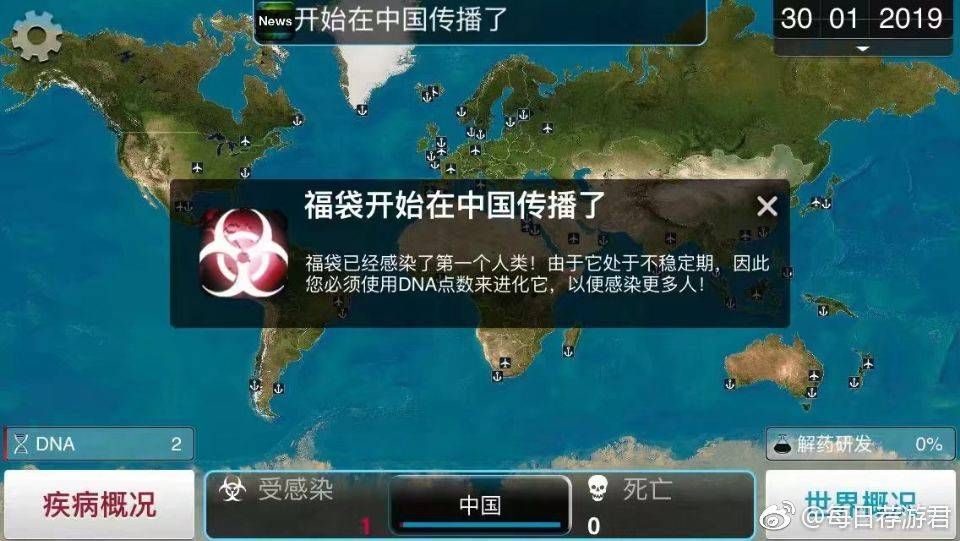 News 开始在中国传播了
30 01 2019
福袋开始在中国传播了
福袋已经感染了第一个人类！由于它处于不稳定期，因此
您必须使用DNA点数来进化它，以便感染更多人！
DNA 2
解药研发 0%
疾病概况
受感染
1
中国
死亡
0
世界概况
@每日荐游君